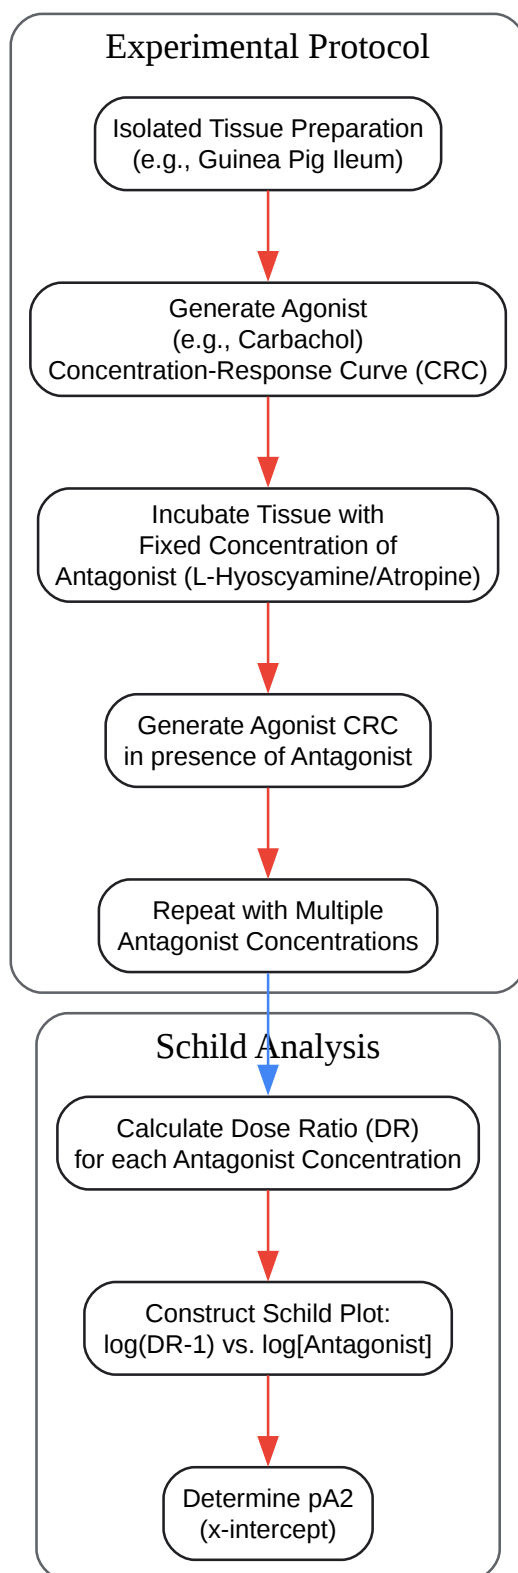 Experimental Protocol
Isolated Tissue Preparation
(e.g., Guinea Pig Ileum)
Generate Agonist
(e.g., Carbachol)
Concentration-Response Curve (CRC)
Incubate Tissue with
Fixed Concentration of
Antagonist (L-Hyoscyamine/Atropine)
Generate Agonist CRC
in presence of Antagonist
Repeat with Multiple
Antagonist Concentrations
Schild Analysis
Calculate Dose Ratio (DR)
for each Antagonist Concentration
Construct Schild Plot:
log(DR-1) vs. log[Antagonist]
Determine pA2
(x-intercept)